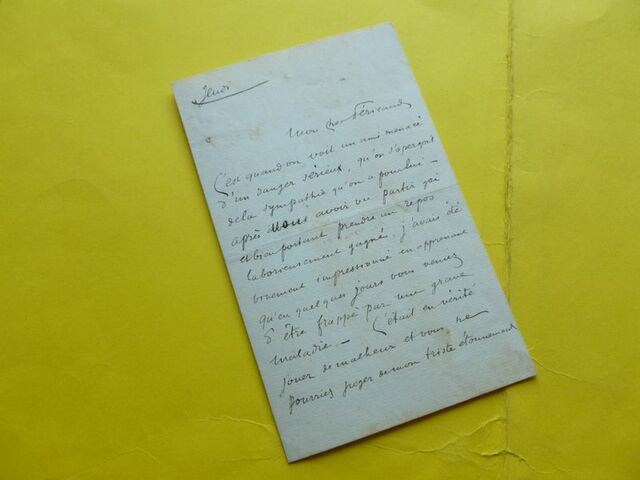 Jeudi
Mon cher Péricaud
C'est quand on voit un ami menacé
d'un danger sérieux, qu'on s'aperçoit
de la sympathie qu'on a pour lui -
après vous avoir vu partir gai
et bien portant prendre un repos
laborieusement gagné, j'avais été
vivement impressionné en apprenant
qu'en quelques jours vous veniez
d'être frappé par une grave
maladie. - C'était en vérité
jouer de malheur et vous ne
pourriez juger de mon triste étonnement